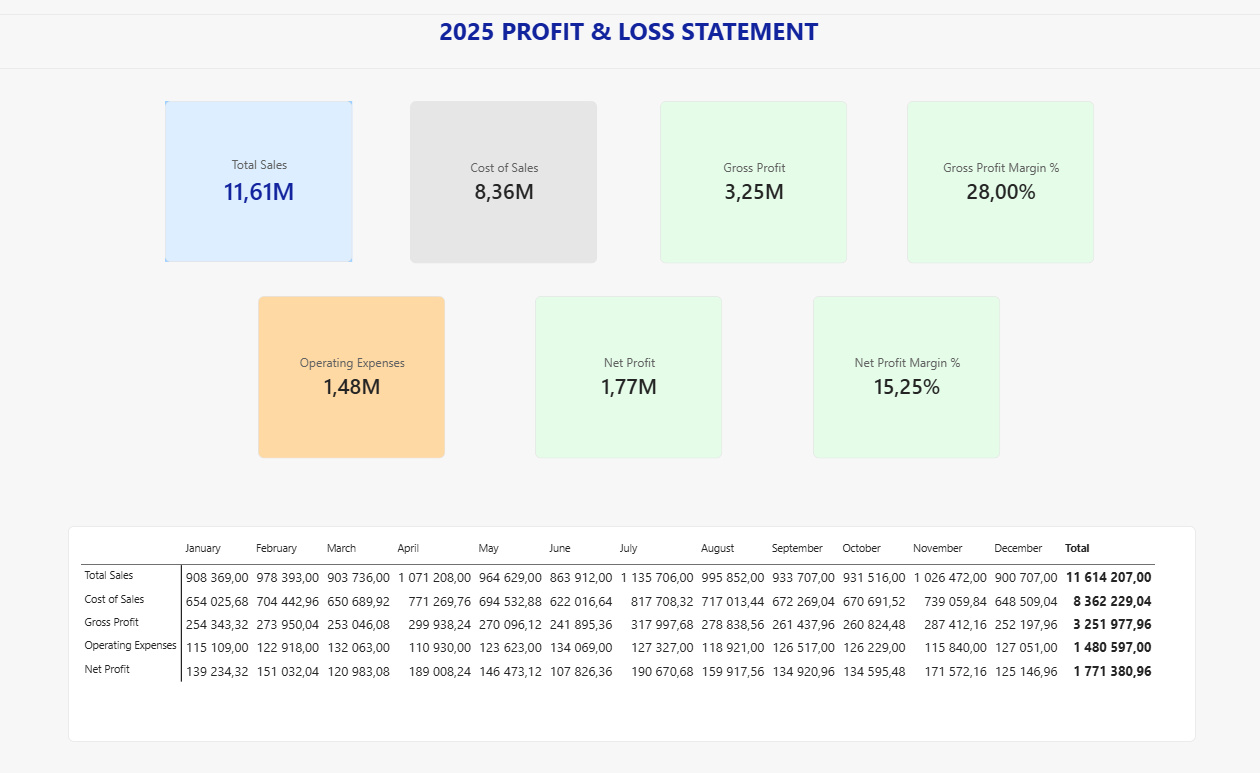 2025 PROFIT & LOSS STATEMENT
Total Sales
11,61M
Cost of Sales
8,36M
Gross Profit
3,25M
Gross Profit Margin %
28,00%
Operating Expenses
1,48M
Net Profit
1,77M
Net Profit Margin %
15,25%
January February March April May June July August September October November December Total
Total Sales 908 369,00 978 393,00 903 736,00 1 071 208,00 964 629,00 863 912,00 1 135 706,00 995 852,00 933 707,00 931 516,00 1 026 472,00 900 707,00 11 614 207,00
Cost of Sales 654 025,68 704 442,96 650 689,92 771 269,76 694 532,88 622 016,64 817 708,32 717 013,44 672 269,04 670 691,52 739 059,84 648 509,04 8 362 229,04
Gross Profit 254 343,32 273 950,04 253 046,08 299 938,24 270 096,12 241 895,36 317 997,68 278 838,56 261 437,96 260 824,48 287 412,16 252 197,96 3 251 977,96
Operating Expenses 115 109,00 122 918,00 132 063,00 110 930,00 123 623,00 134 069,00 127 327,00 118 921,00 126 517,00 126 229,00 115 840,00 127 051,00 1 480 597,00
Net Profit 139 234,32 151 032,04 120 983,08 189 008,24 146 473,12 107 826,36 190 670,68 159 917,56 134 920,96 134 595,48 171 572,16 125 146,96 1 771 380,96